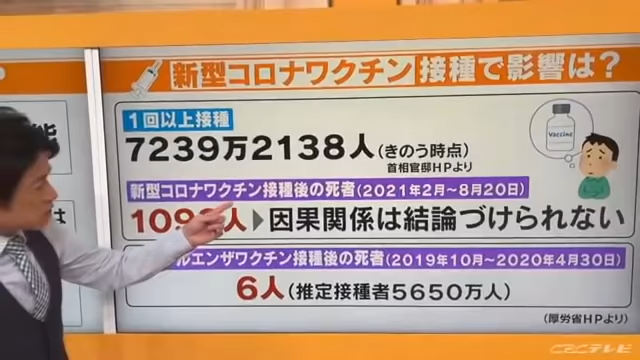 新型コロナワクチン接種で影響は？
1回以上接種
7239万2138人(きのう時点)
首相官邸HPより
Vaccine
新型コロナワクチン接種後の死者(2021年2月～8月20日)
人▶因果関係は結論づけられない
ルエンザワクチン接種後の死者(2019年10月～2020年4月30日)
6人(推定接種者5650万人)
(厚労省HPより)
CBCテレビ